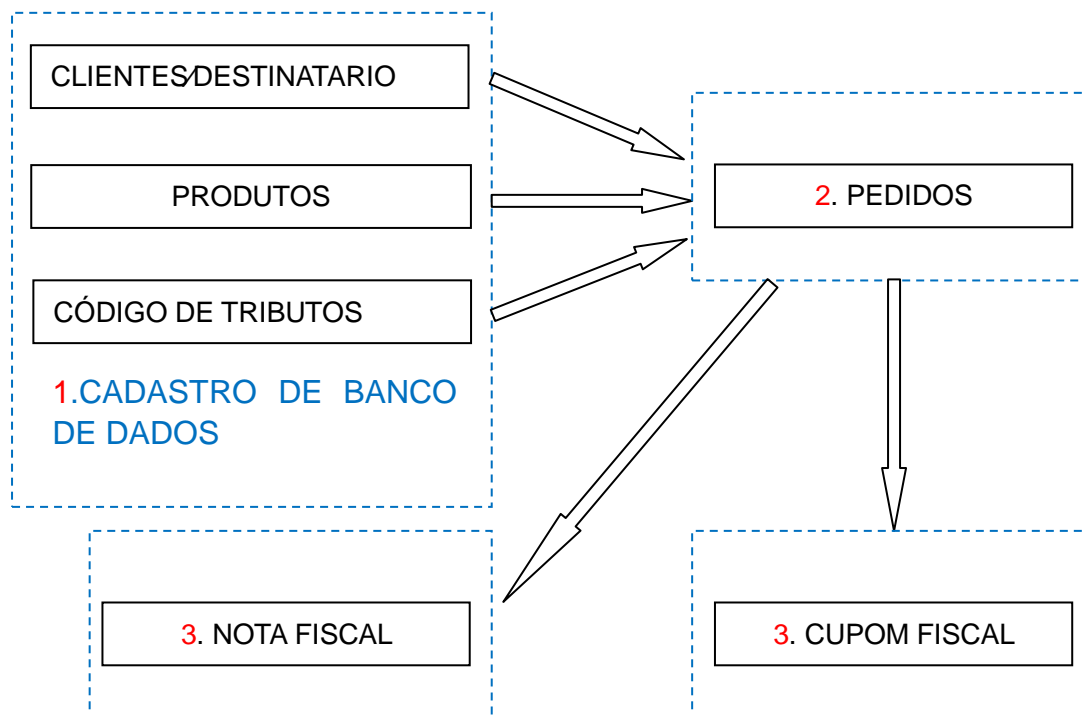 CLIENTES/DESTINATARIO
PRODUTOS
2. PEDIDOS
CÓDIGO DE TRIBUTOS
1.CADASTRO DE BANCO
DE DADOS
3. NOTA FISCAL
3. CUPOM FISCAL